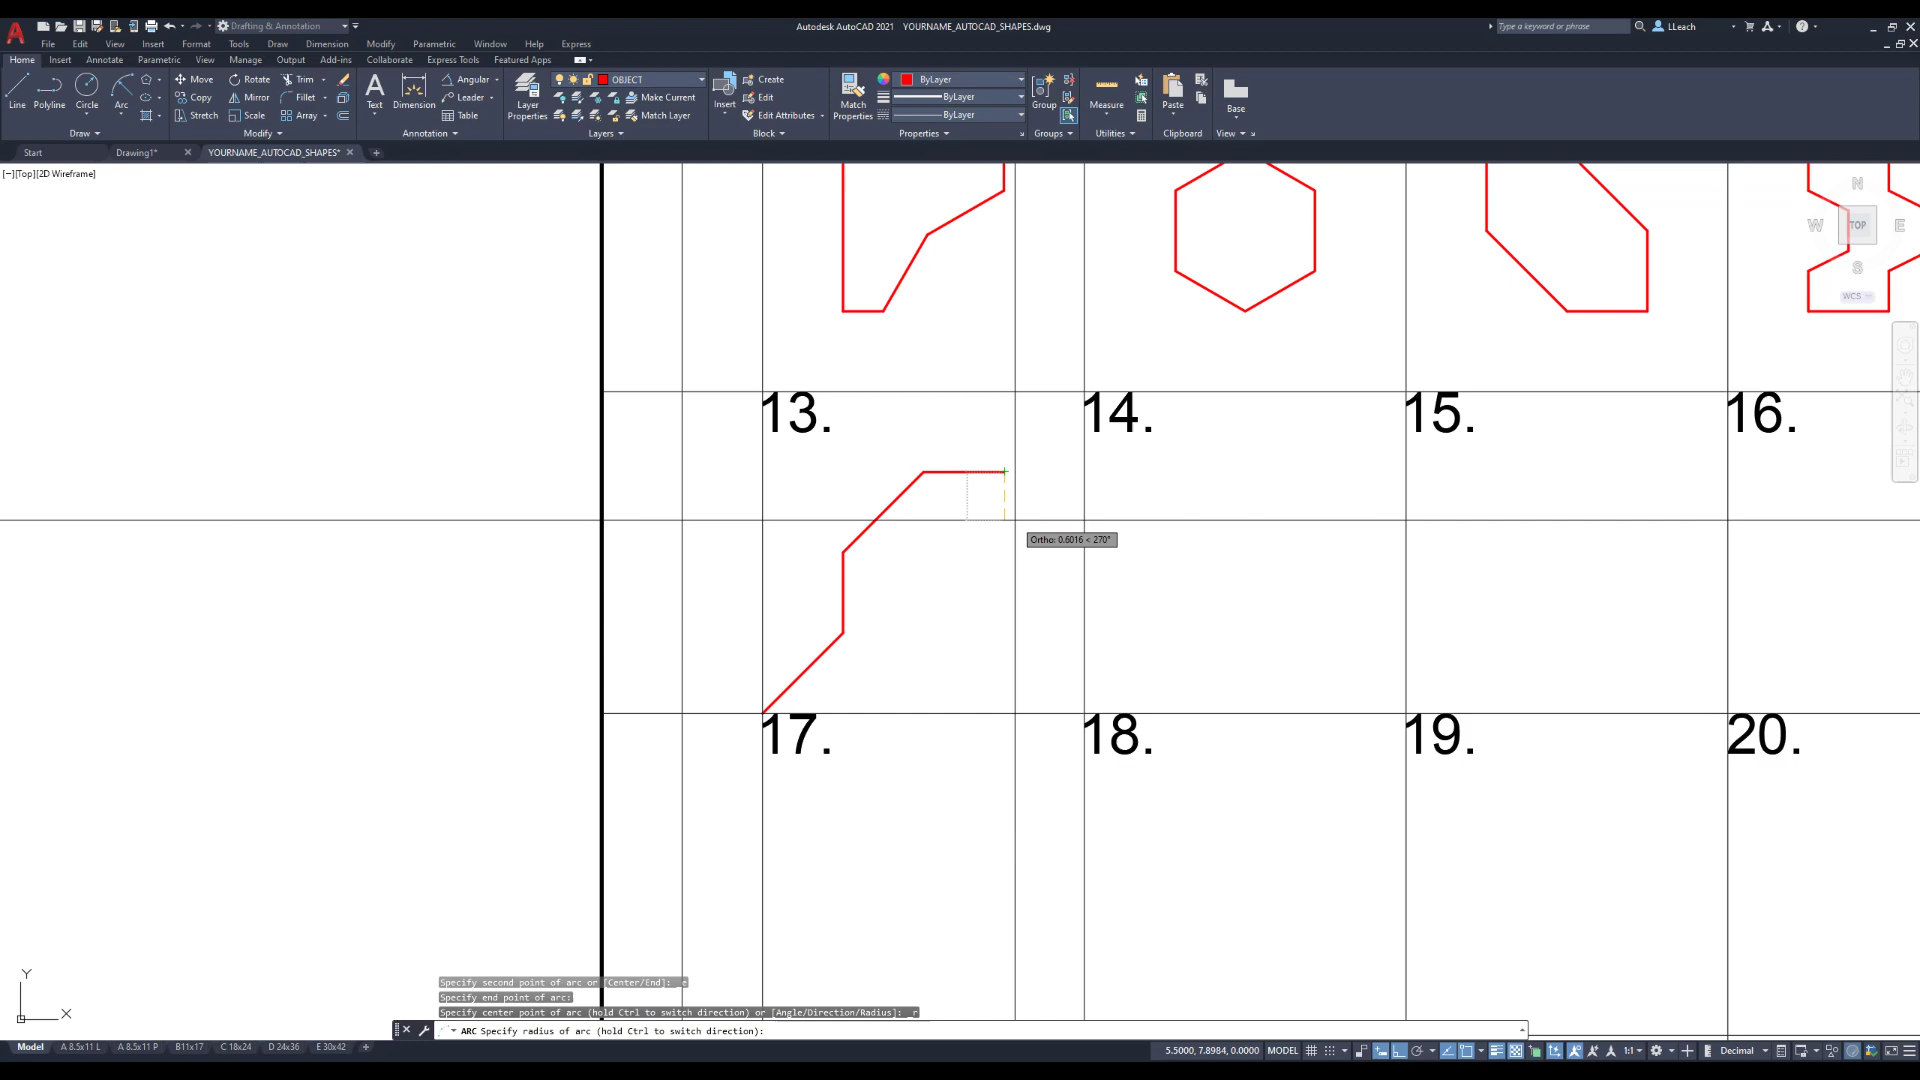 Drafting & Annotation
Autodesk AutoCAD 2021 YOURNAME_AUTOCAD_SHAPES.dwg
Type a keyword or phrase
LLeach
File Edit View Insert Format Tools Draw Dimension Modify Parametric Window Help Express
Home Insert Annotate Parametric View Manage Output Add-ins Collaborate Express Tools Featured Apps
Line Polyline Circle Arc
Move Rotate Trim
Copy Mirror Fillet
Stretch Scale Array
Text Dimension
Angular
Leader
Table
Layer Properties
OBJECT
Make Current
Match Layer
Insert
Create
Edit
Edit Attributes
Match Properties
ByLayer
ByLayer
ByLayer
Group
Measure
Paste
Base
Draw Modify Annotation Layers Block Properties Groups Utilities Clipboard View
Start Drawing1* YOURNAME_AUTOCAD_SHAPES*
[−][Top][2D Wireframe]
N
W TOP E
S
WCS
13. 14. 15. 16.
Ortho: 0.6016 < 270°
17. 18. 19. 20.
Y
X
Specify second point of arc or [Center/End]: _e
Specify end point of arc:
Specify center point of arc (hold Ctrl to switch direction) or [Angle/Direction/Radius]: _r
ARC Specify radius of arc (hold Ctrl to switch direction):
Model A 8.5x11 L A 8.5x11 P B11x17 C 18x24 D 24x36 E 30x42
5.5000, 7.8984, 0.0000 MODEL 1:1 Decimal